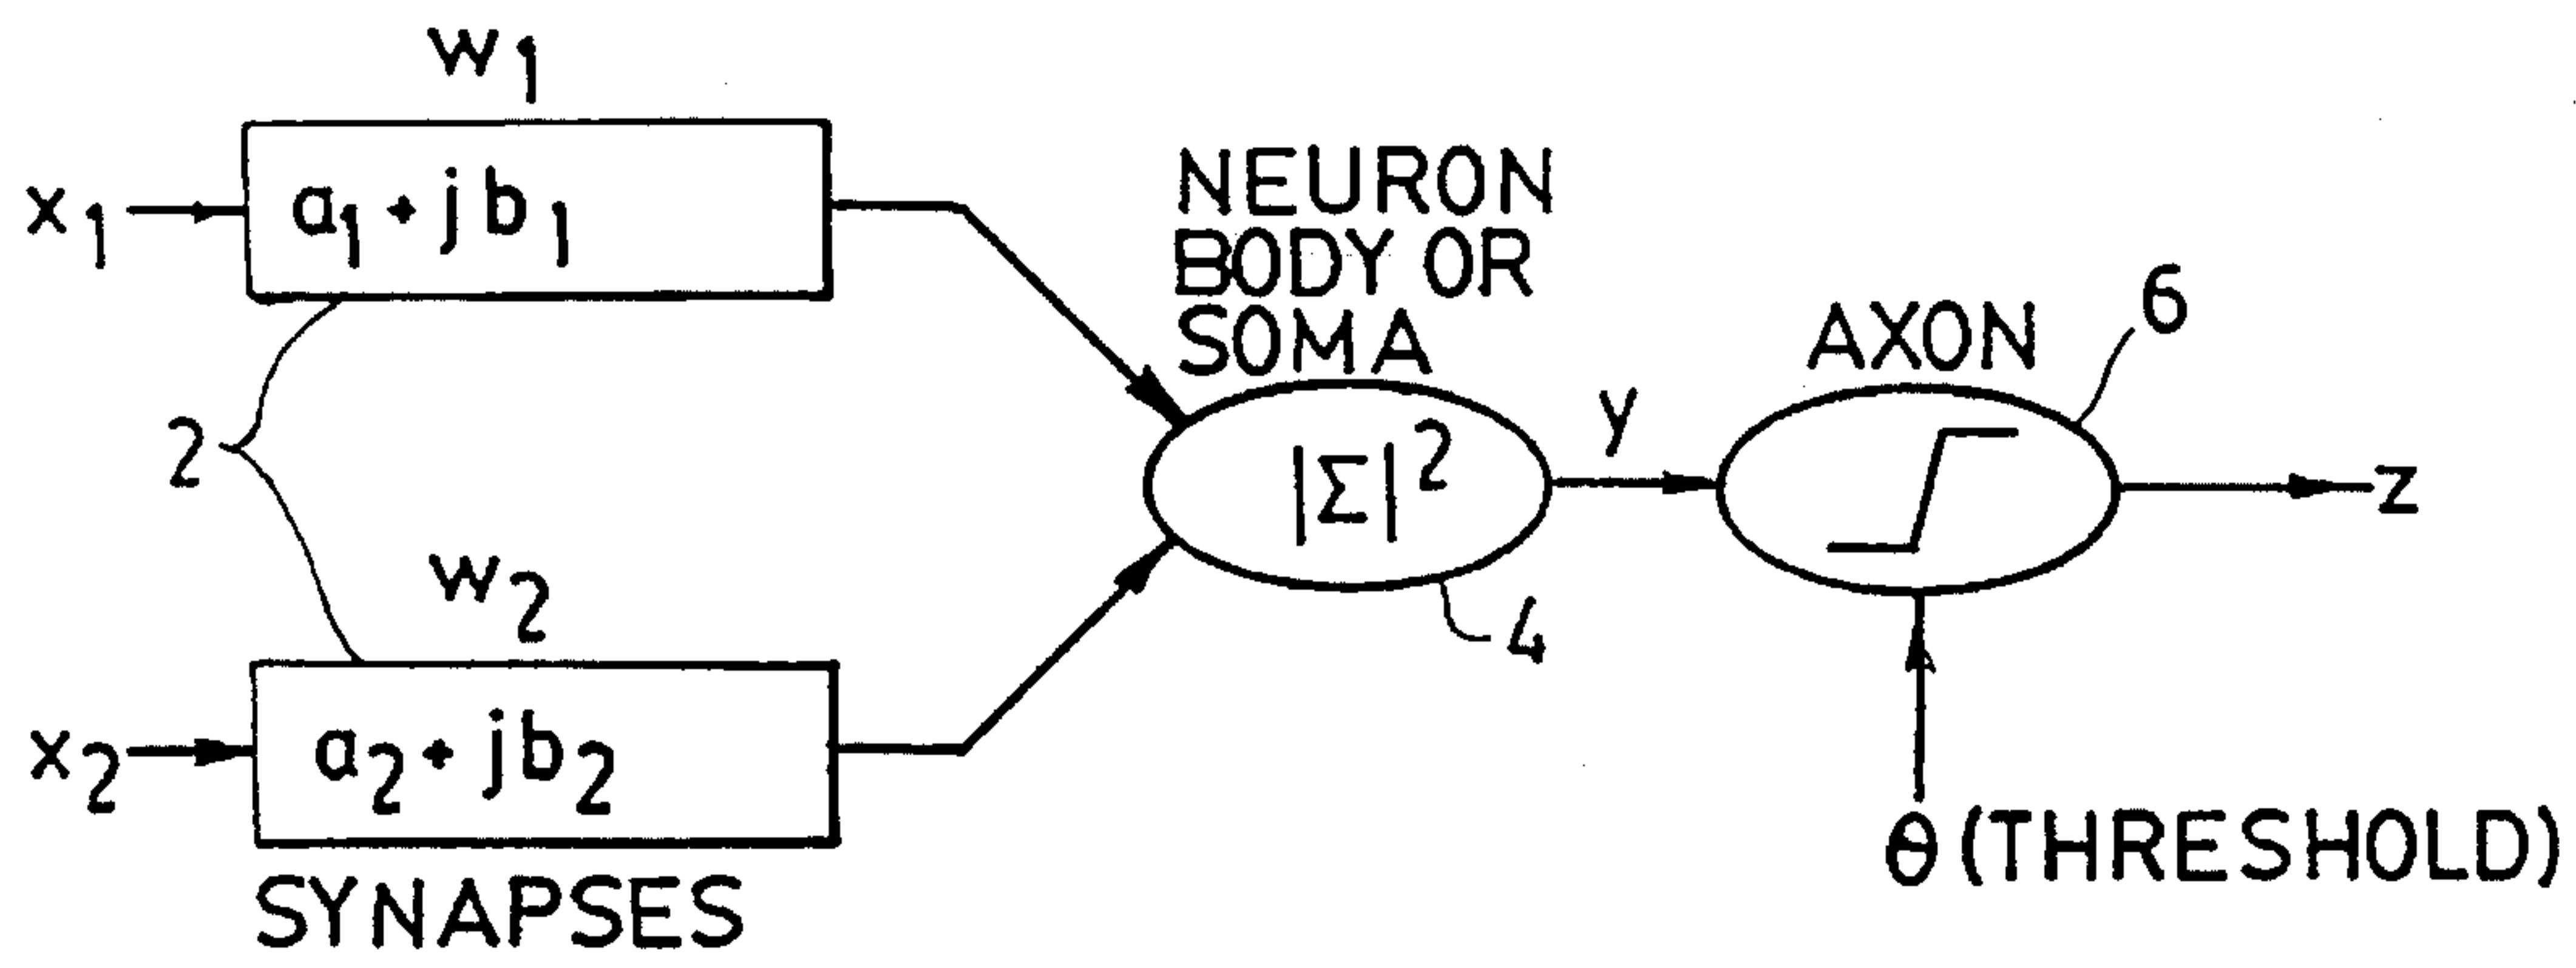 w1
x1
a1 + jb1
NEURON
BODY OR
SOMA
|Σ|2
4
y
AXON
6
z
θ (THRESHOLD)
2
w2
x2
a2 + jb2
SYNAPSES